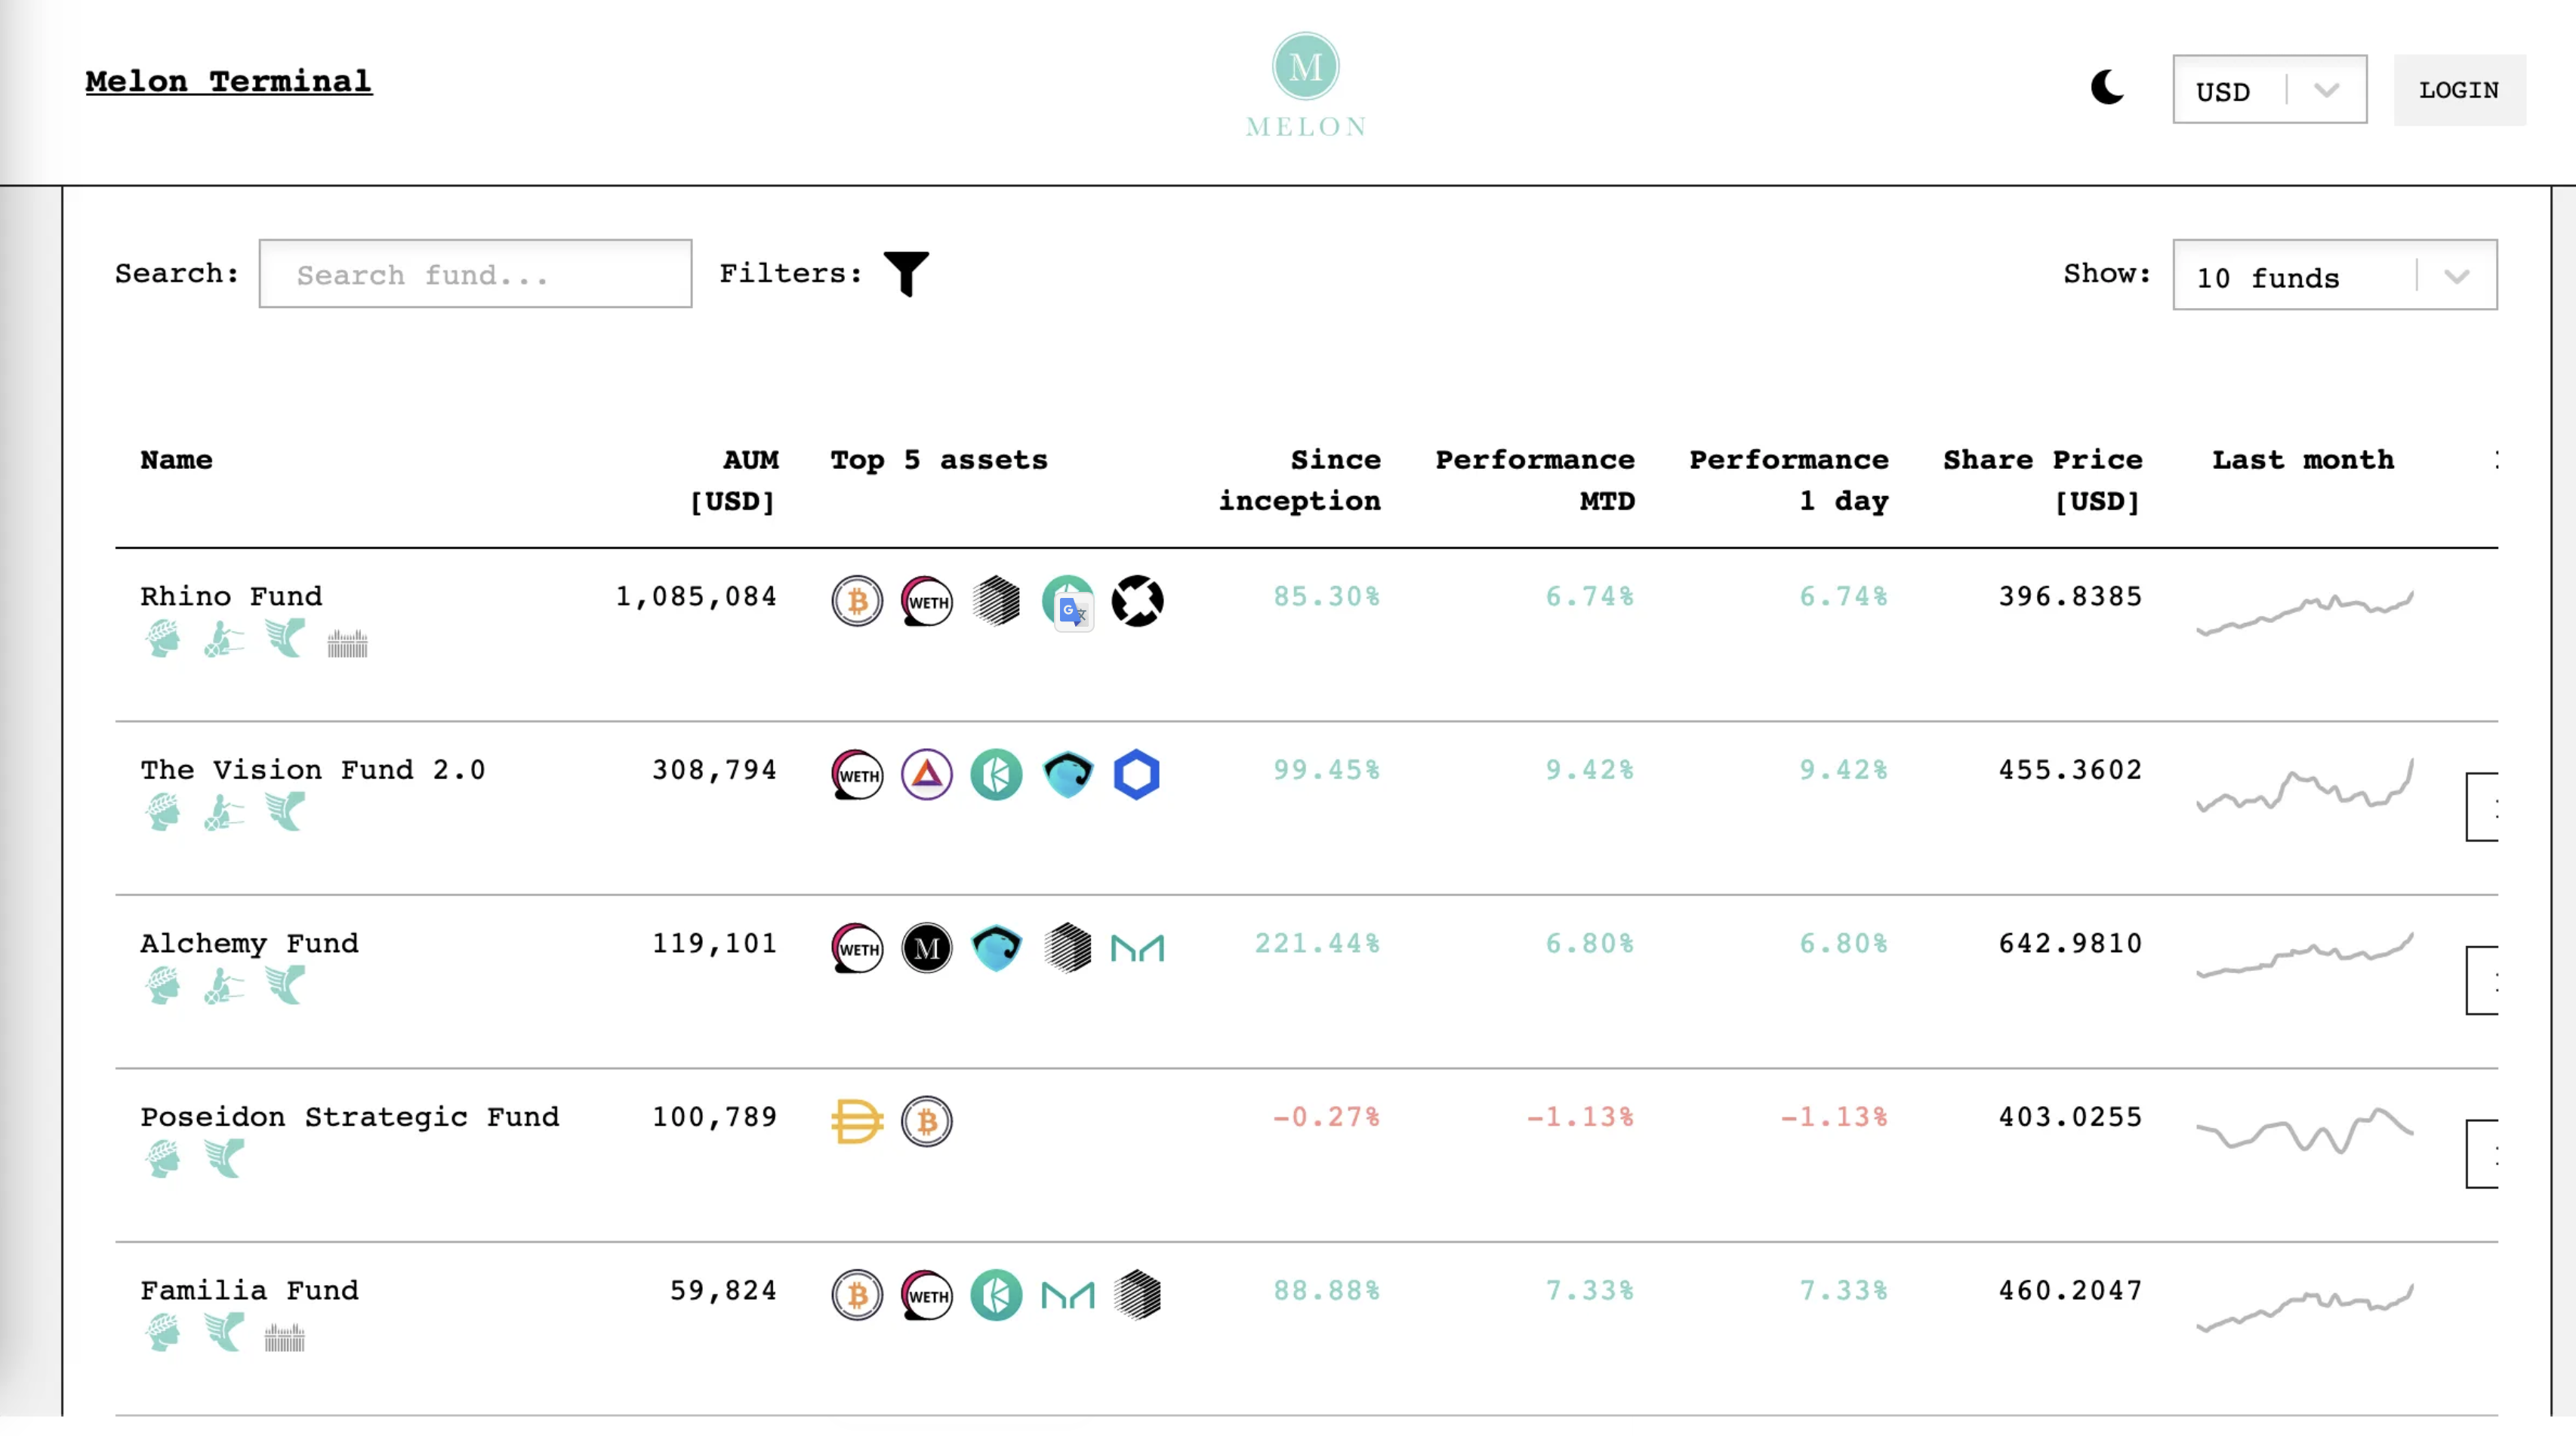 Melon Terminal
M
MELON
USD
LOGIN
Search:
Search fund...
Filters:
Show:
10 funds
Name
AUM [USD]
Top 5 assets
Since inception
Performance MTD
Performance 1 day
Share Price [USD]
Last month
Rhino Fund
1,085,084
WETH
85.30%
6.74%
6.74%
396.8385
The Vision Fund 2.0
308,794
WETH
99.45%
9.42%
9.42%
455.3602
Alchemy Fund
119,101
WETH
M
221.44%
6.80%
6.80%
642.9810
Poseidon Strategic Fund
100,789
-0.27%
-1.13%
-1.13%
403.0255
Familia Fund
59,824
WETH
88.88%
7.33%
7.33%
460.2047